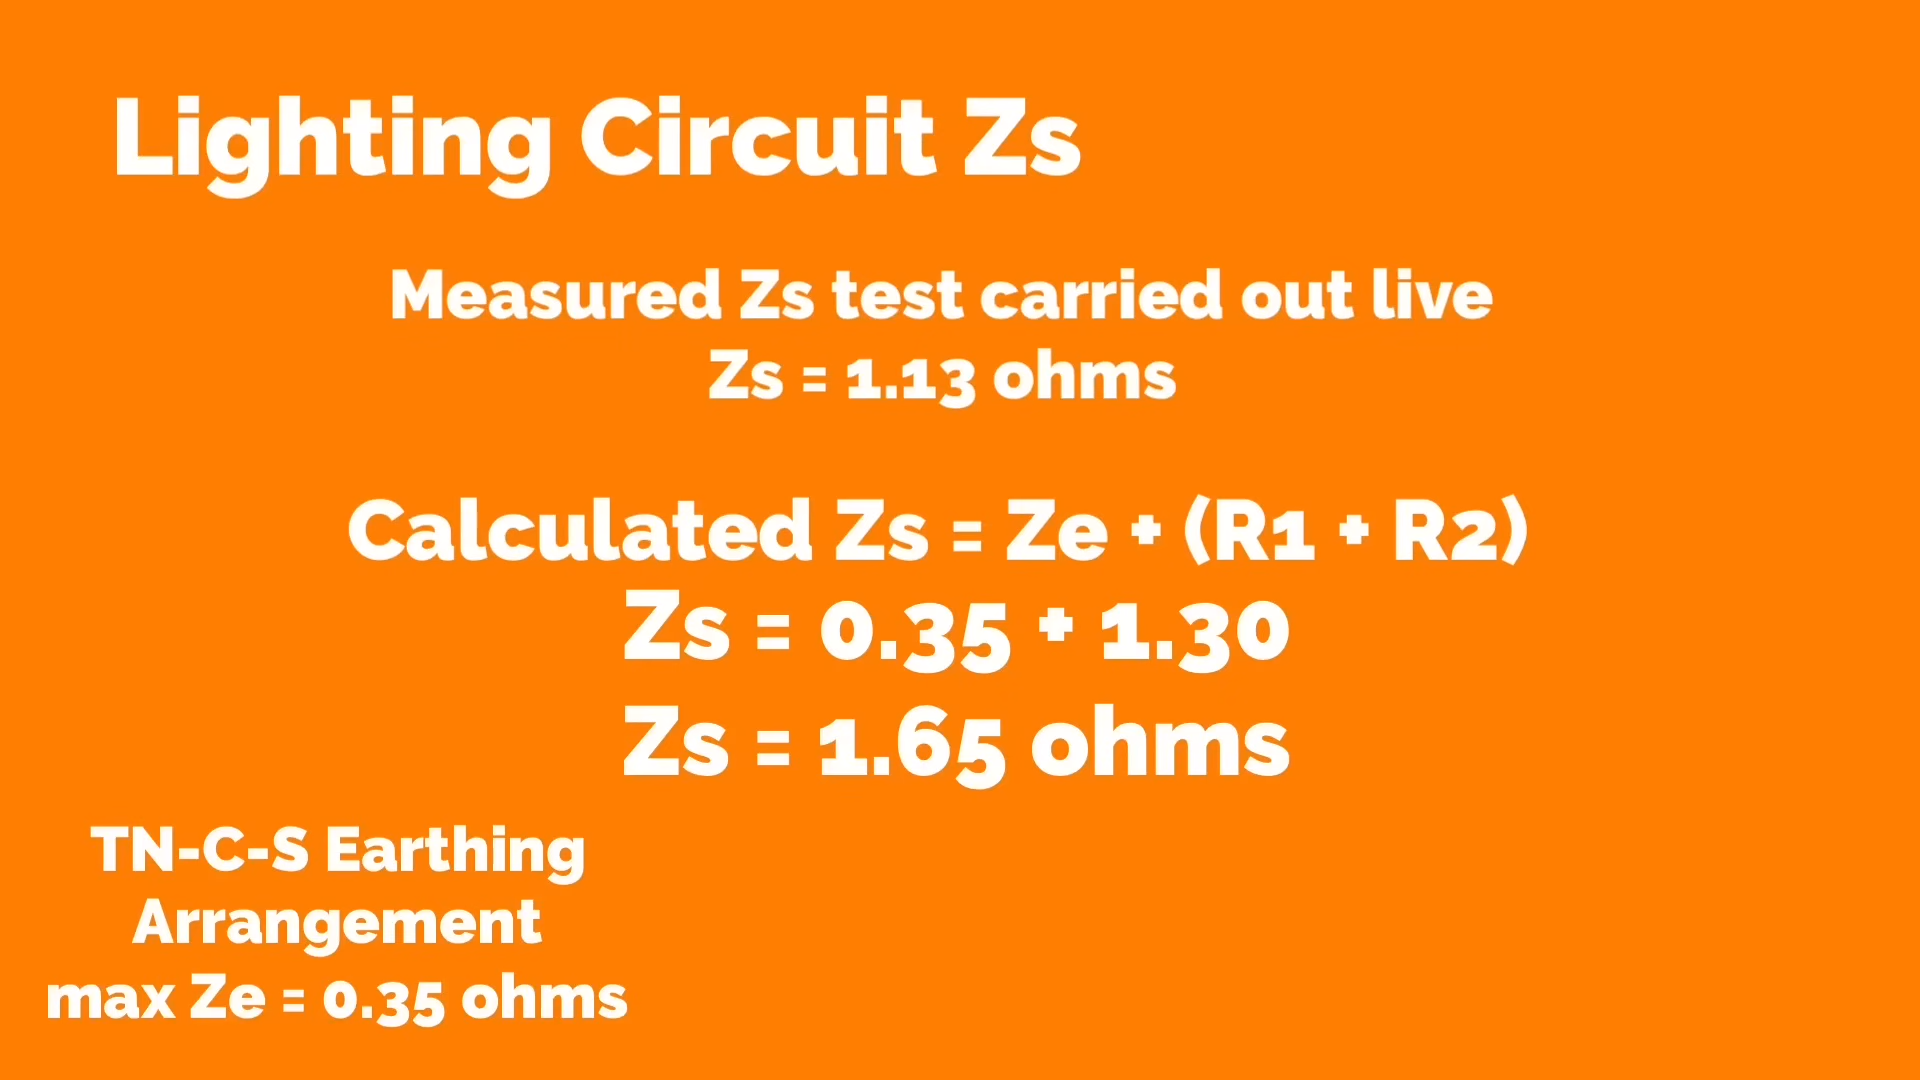 Lighting Circuit Zs
Measured Zs test carried out live
Zs = 1.13 ohms
Calculated Zs = Ze + (R1 + R2)
Zs = 0.35 + 1.30
Zs = 1.65 ohms
TN-C-S Earthing
Arrangement
max Ze = 0.35 ohms